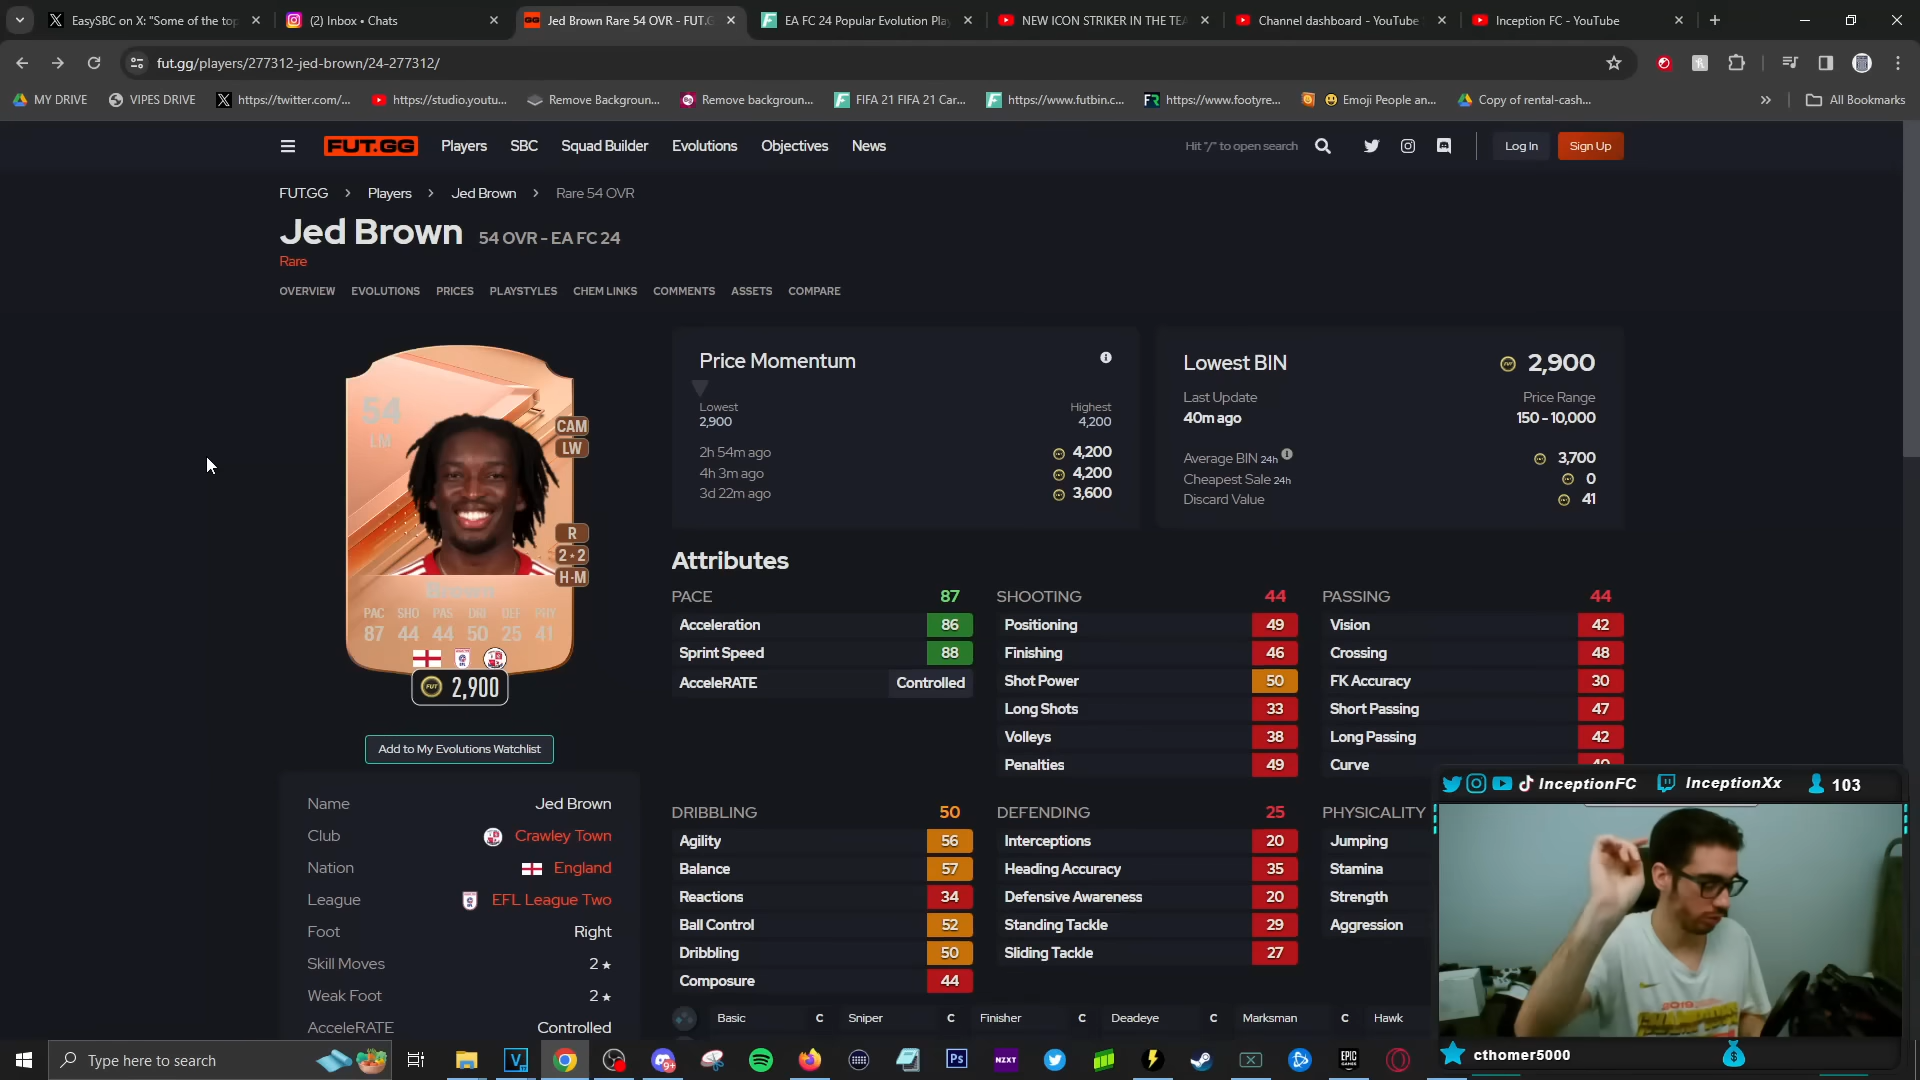 EasySBC on X: "Some of the top
(2) Inbox • Chats
Jed Brown Rare 54 OVR - FUT.G
EA FC 24 Popular Evolution Pla
NEW ICON STRIKER IN THE TEA
Channel dashboard - YouTube
Inception FC - YouTube
fut.gg/players/277312-jed-brown/24-277312/
MY DRIVE
VIPES DRIVE
https://twitter.com/...
https://studio.youtu...
Remove Backgroun...
Remove backgroun...
FIFA 21 FIFA 21 Car...
https://www.futbin.c...
https://www.footyre...
Emoji People an...
Copy of rental-cash...
All Bookmarks
FUT.GG
Players
SBC
Squad Builder
Evolutions
Objectives
News
Hit "/" to open search
Log In
Sign Up
FUT.GG > Players > Jed Brown > Rare 54 OVR
Jed Brown 54 OVR - EA FC 24
Rare
OVERVIEW EVOLUTIONS PRICES PLAYSTYLES CHEM LINKS COMMENTS ASSETS COMPARE
54
LM
CAM
LW
R
2 ⋆ 2
H-M
Brown
PAC SHO PAS DRI DEF PHY
87 44 44 50 25 41
2,900
Add to My Evolutions Watchlist
Name Jed Brown
Club Crawley Town
Nation England
League EFL League Two
Foot Right
Skill Moves 2 ★
Weak Foot 2 ★
AcceleRATE Controlled
Price Momentum
Lowest Highest
2,900 4,200
2h 54m ago 4,200
4h 3m ago 4,200
3d 22m ago 3,600
Lowest BIN 2,900
Last Update Price Range
40m ago 150 - 10,000
Average BIN 24h 3,700
Cheapest Sale 24h 0
Discard Value 41
Attributes
PACE 87
Acceleration 86
Sprint Speed 88
AcceleRATE Controlled
SHOOTING 44
Positioning 49
Finishing 46
Shot Power 50
Long Shots 33
Volleys 38
Penalties 49
PASSING 44
Vision 42
Crossing 48
FK Accuracy 30
Short Passing 47
Long Passing 42
Curve
DRIBBLING 50
Agility 56
Balance 57
Reactions 34
Ball Control 52
Dribbling 50
Composure 44
DEFENDING 25
Interceptions 20
Heading Accuracy 35
Defensive Awareness 20
Standing Tackle 29
Sliding Tackle 27
PHYSICALITY
Jumping
Stamina
Strength
Aggression
Basic C Sniper C Finisher C Deadeye C Marksman C Hawk
InceptionFC InceptionXx 103
cthomer5000
Type here to search
V
9+
Ps
NZXT
EPIC
GAMES